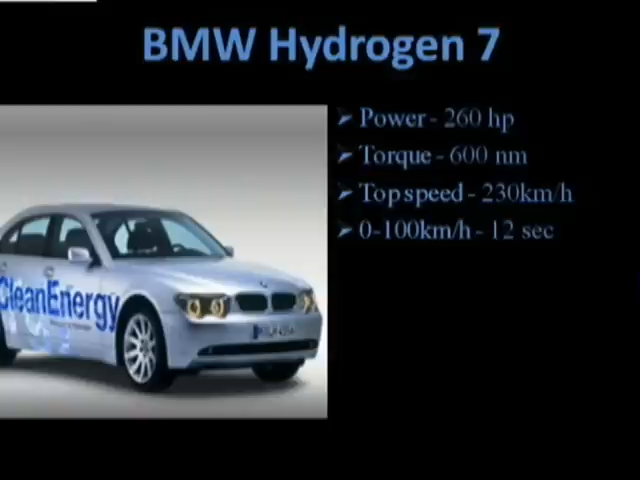 BMW Hydrogen 7
Power - 260 hp
Torque - 600 nm
Top speed - 230km/h
0-100km/h - 12 sec
CleanEnergy